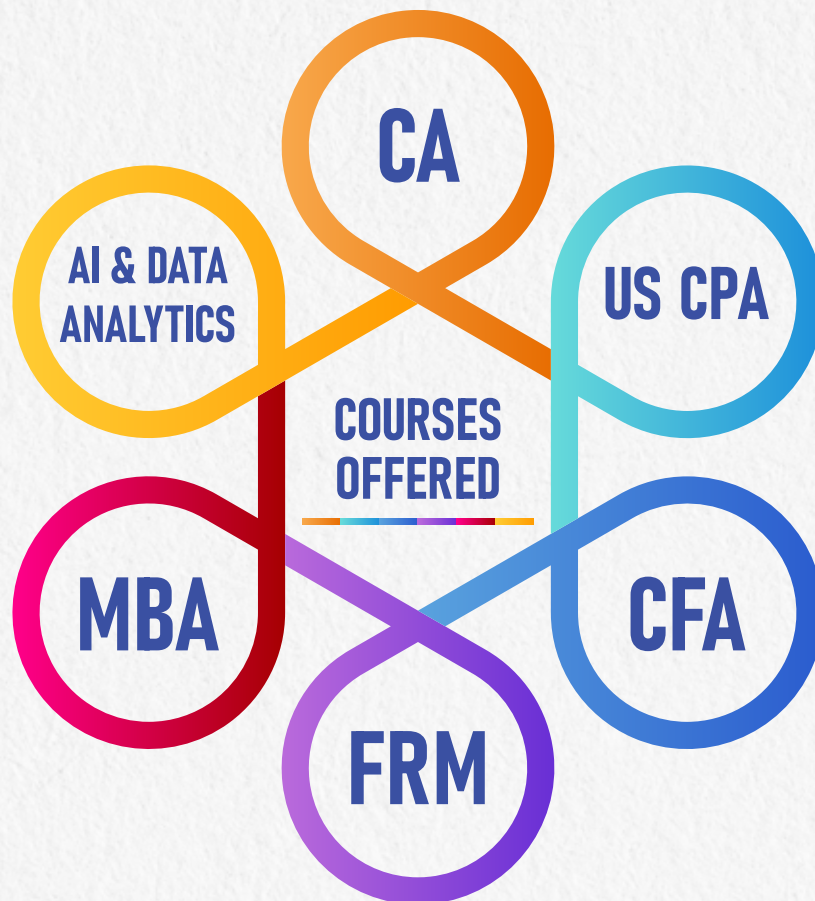 CA
AI & DATA
ANALYTICS
US CPA
COURSES
OFFERED
MBA
CFA
FRM